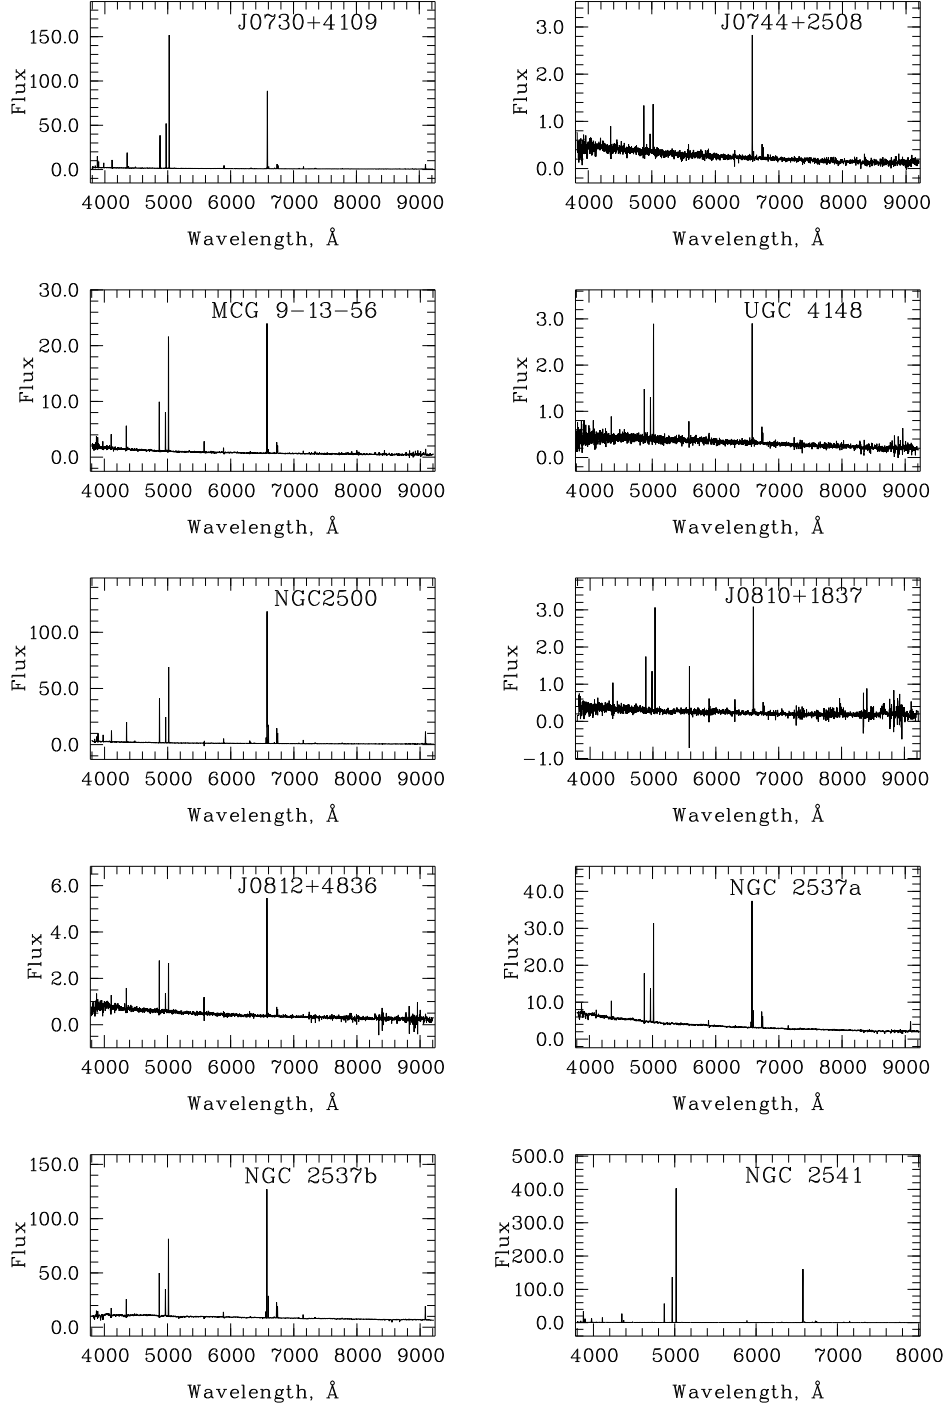 J0730+4109
150.0
100.0
50.0
0.0
Flux
4000 5000 6000 7000 8000 9000
Wavelength, Å
J0744+2508
3.0
2.0
1.0
0.0
Flux
4000 5000 6000 7000 8000 9000
Wavelength, Å
MCG 9−13−56
30.0
20.0
10.0
0.0
Flux
4000 5000 6000 7000 8000 9000
Wavelength, Å
UGC 4148
3.0
2.0
1.0
0.0
Flux
4000 5000 6000 7000 8000 9000
Wavelength, Å
NGC2500
100.0
50.0
0.0
Flux
4000 5000 6000 7000 8000 9000
Wavelength, Å
J0810+1837
3.0
2.0
1.0
0.0
−1.0
Flux
4000 5000 6000 7000 8000 9000
Wavelength, Å
J0812+4836
6.0
4.0
2.0
0.0
Flux
4000 5000 6000 7000 8000 9000
Wavelength, Å
NGC 2537a
40.0
30.0
20.0
10.0
0.0
Flux
4000 5000 6000 7000 8000 9000
Wavelength, Å
NGC 2537b
150.0
100.0
50.0
0.0
Flux
4000 5000 6000 7000 8000 9000
Wavelength, Å
NGC 2541
500.0
400.0
300.0
200.0
100.0
0.0
Flux
4000 5000 6000 7000 8000
Wavelength, Å